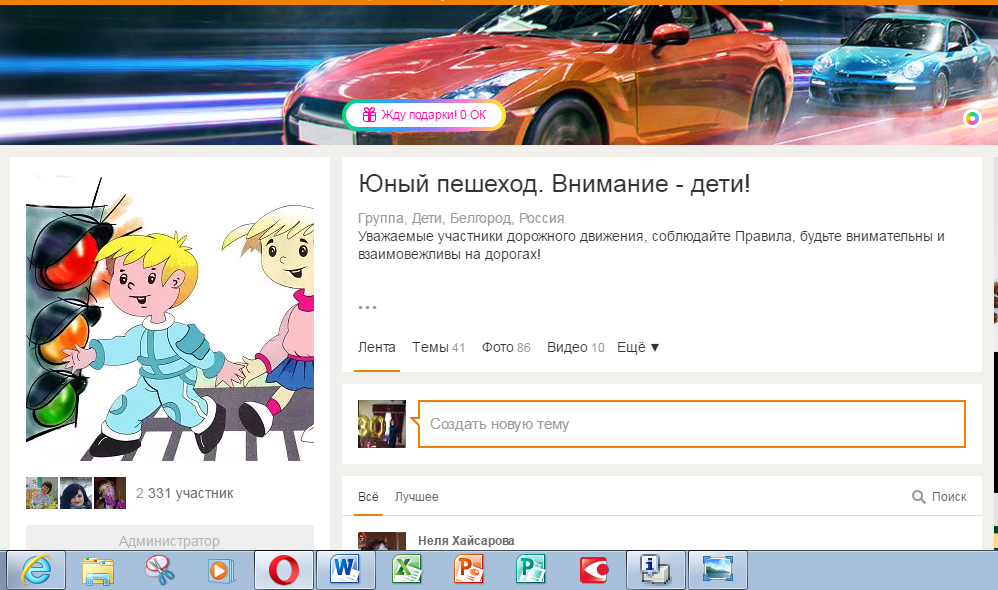 Жду подарки! 0 ОК
Юный пешеход. Внимание - дети!
Группа, Дети, Белгород, Россия
Уважаемые участники дорожного движения, соблюдайте Правила, будьте внимательны и
взаимовежливы на дорогах!
...
Лента Темы 41 Фото 86 Видео 10 Ещё ▼
80
Создать новую тему
2 331 участник
Всё Лучшее Поиск
Администратор
Неля Хайсарова